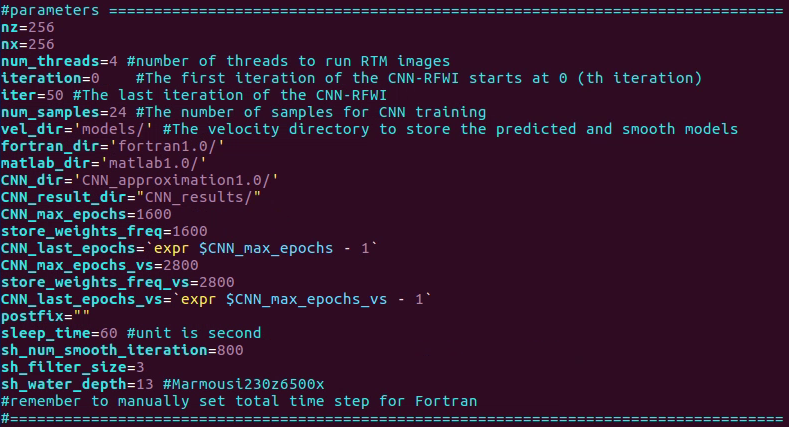 #parameters ===========================================================================
nz=256
nx=256
num_threads=4 #number of threads to run RTM images
iteration=0    #The first iteration of the CNN-RFWI starts at 0 (th iteration)
iter=50 #The last iteration of the CNN-RFWI
num_samples=24 #The number of samples for CNN training
vel_dir='models/' #The velocity directory to store the predicted and smooth models
fortran_dir='fortran1.0/'
matlab_dir='matlab1.0/'
CNN_dir='CNN_approximation1.0/'
CNN_result_dir="CNN_results/"
CNN_max_epochs=1600
store_weights_freq=1600
CNN_last_epochs=`expr $CNN_max_epochs - 1`
CNN_max_epochs_vs=2800
store_weights_freq_vs=2800
CNN_last_epochs_vs=`expr $CNN_max_epochs_vs - 1`
postfix=""
sleep_time=60 #unit is second
sh_num_smooth_iteration=800
sh_filter_size=3
sh_water_depth=13 #Marmousi230z6500x
#remember to manually set total time step for Fortran
#======================================================================================